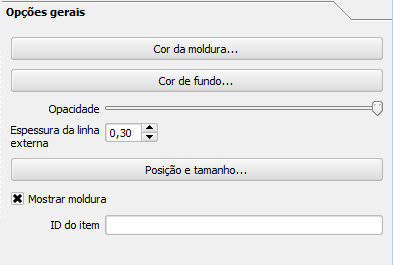 Opções gerais
Cor da moldura...
Cor de fundo...
Opacidade
Espessura da linha
externa
0,30
Posição e tamanho...
Mostrar moldura
ID do item